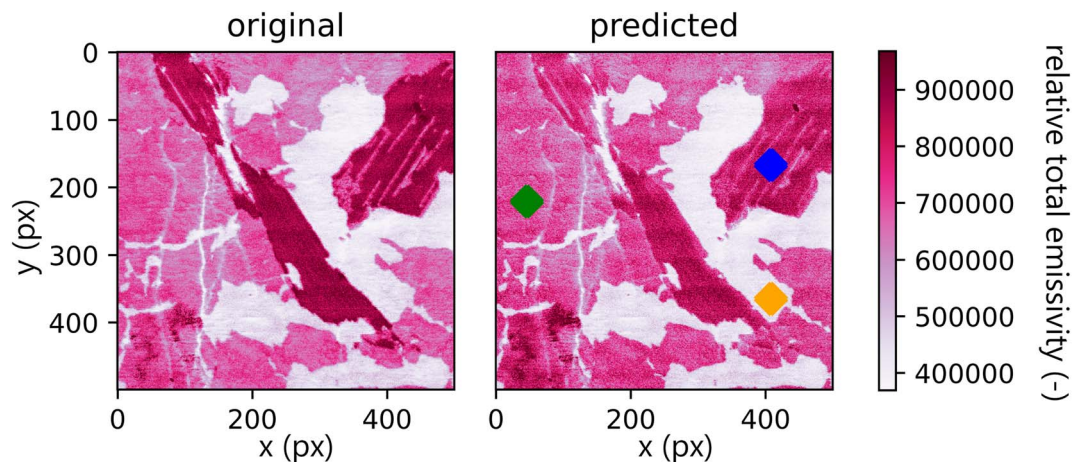 original
predicted
0
100
200
300
400
y (px)
0
200
400
x (px)
0
200
400
x (px)
900000
800000
700000
600000
500000
400000
relative total emissivity (-)